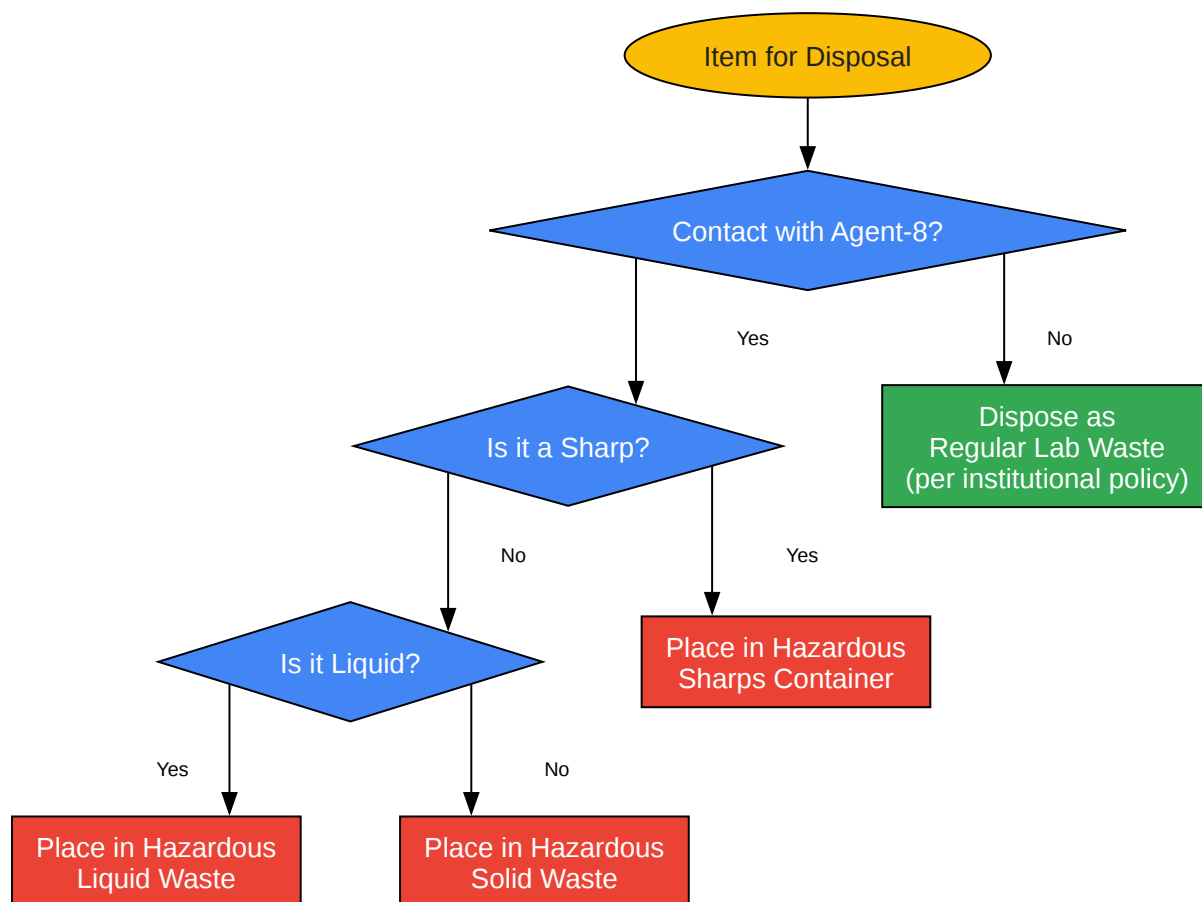 Item for Disposal
Contact with Agent-8?
Yes
No
Dispose as
Regular Lab Waste
(per institutional policy)
Is it a Sharp?
No
Yes
Place in Hazardous
Sharps Container
Is it Liquid?
Yes
No
Place in Hazardous
Liquid Waste
Place in Hazardous
Solid Waste